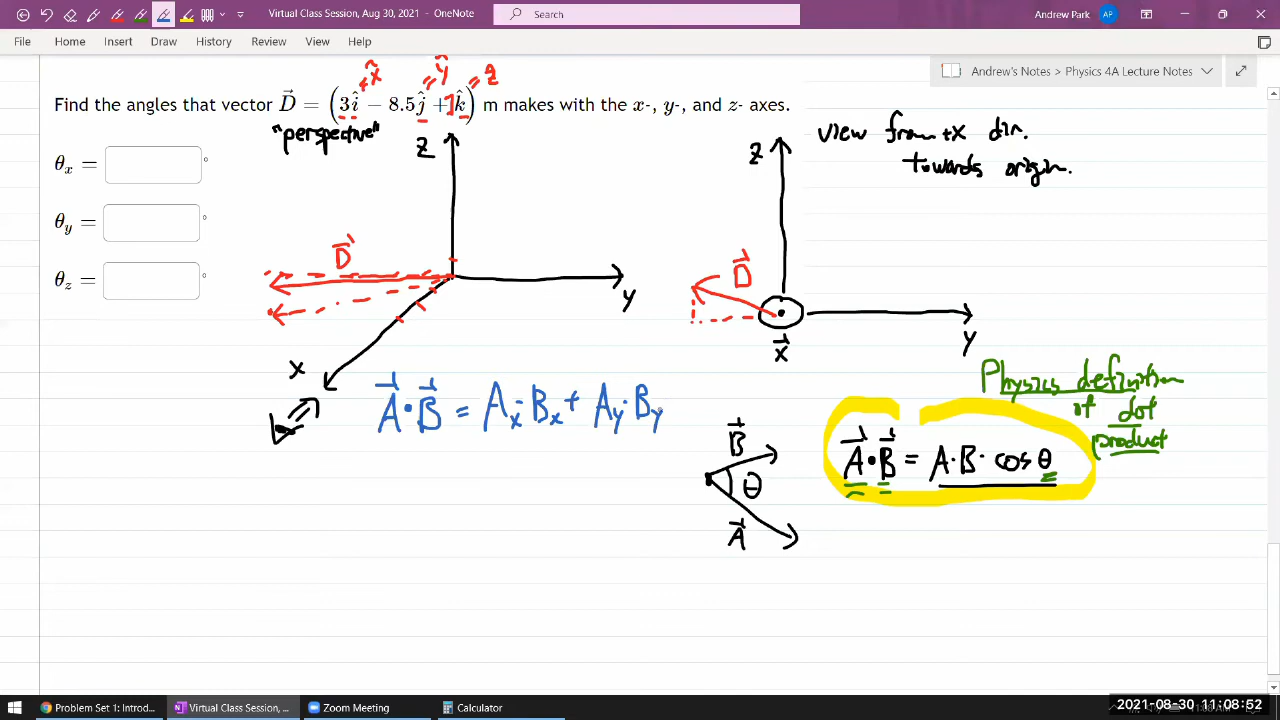 Virtual Class Session, Aug 30, 2021 - OneNote
Search
Andrew Park
AP
File Home Insert Draw History Review View Help
Andrew's Notes > Physics 4A Lecture Note
= x̂ = ŷ = ẑ
Find the angles that vector D⃗ = (3î − 8.5ĵ + 1k̂) m makes with the x-, y-, and z- axes.
"perspective"
view from +x dir.
towards origin.
θx = °
θy = °
θz = °
z
D⃗
y
x
z
D⃗
y
x⃗
A⃗·B⃗ = Ax·Bx + Ay·By
Physics definition
of dot
product
B⃗
θ
A⃗
A⃗·B⃗ = A·B·cos θ
Problem Set 1: Introd...
Virtual Class Session...
Zoom Meeting
Calculator
2021-08-30 11:08:52